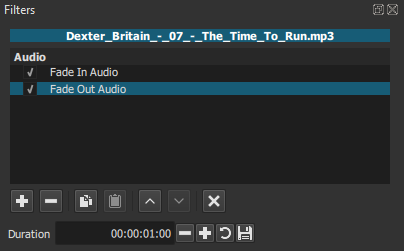 Filters
Dexter_Britain_-_07_-_The_Time_To_Run.mp3
Audio
Fade In Audio
Fade Out Audio
Duration 00:00:01:00